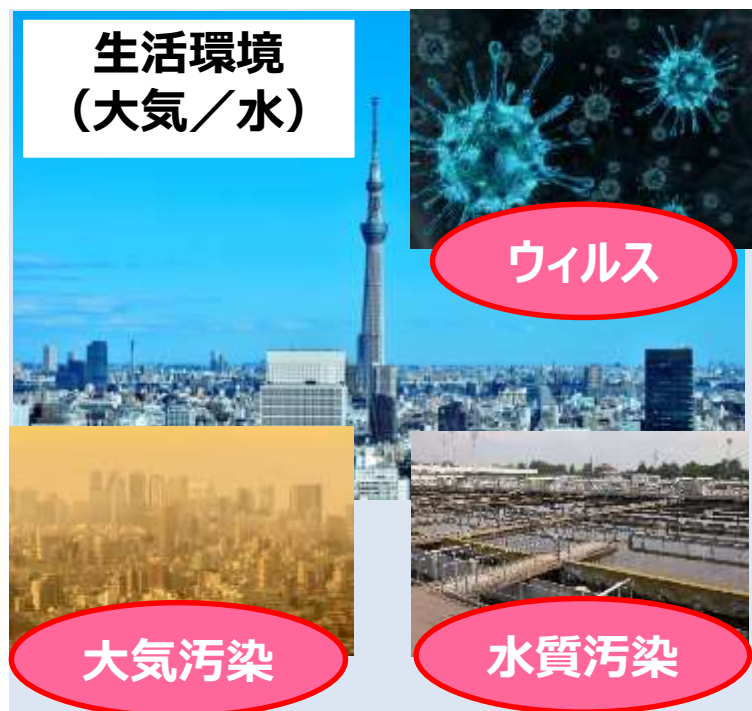 生活環境
（大気／水）
ウィルス
大気汚染
水質汚染